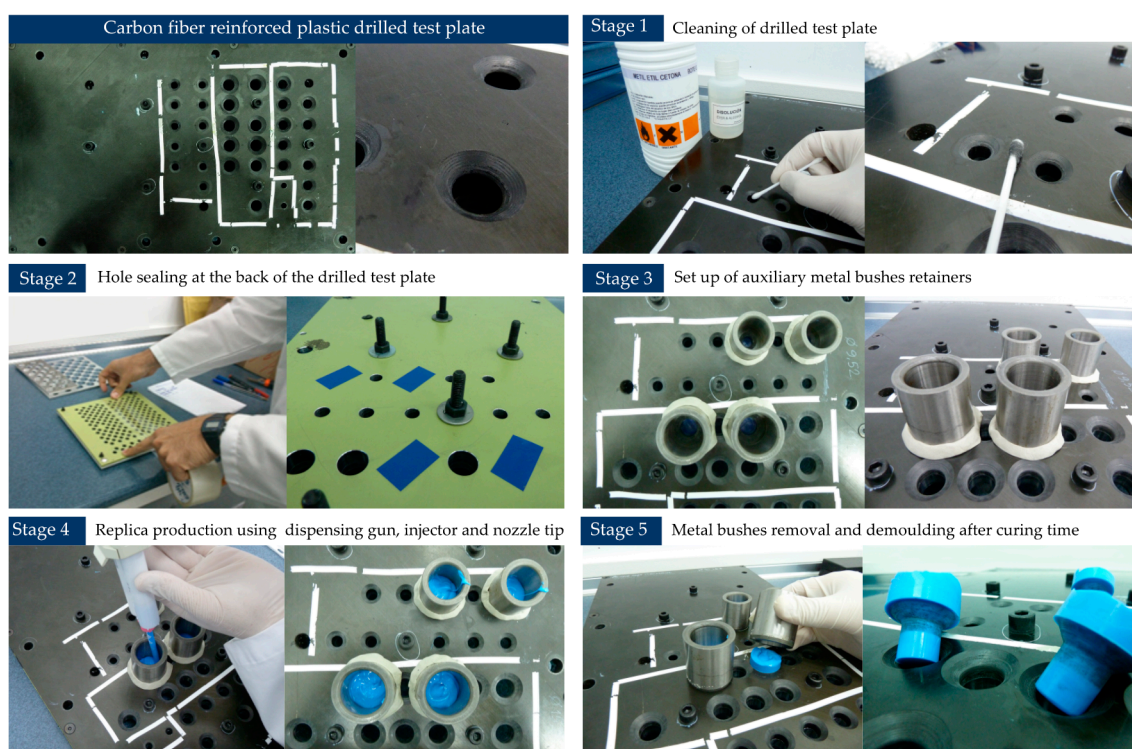 Carbon fiber reinforced plastic drilled test plate
Stage 1
Cleaning of drilled test plate
METIL ETIL CETONA
DISOLUCIÓN
Stage 2
Hole sealing at the back of the drilled test plate
Stage 3
Set up of auxiliary metal bushes retainers
Ø 9,52
Stage 4
Replica production using dispensing gun, injector and nozzle tip
Stage 5
Metal bushes removal and demoulding after curing time